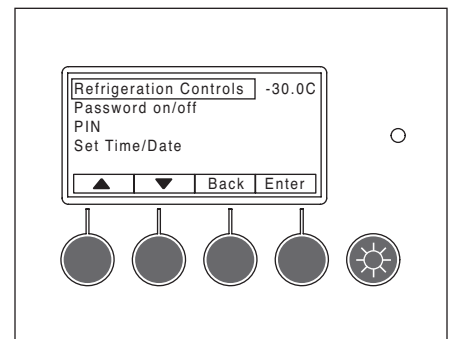 Refrigeration Controls -30.0C
Password on/off
PIN
Set Time/Date
Back Enter